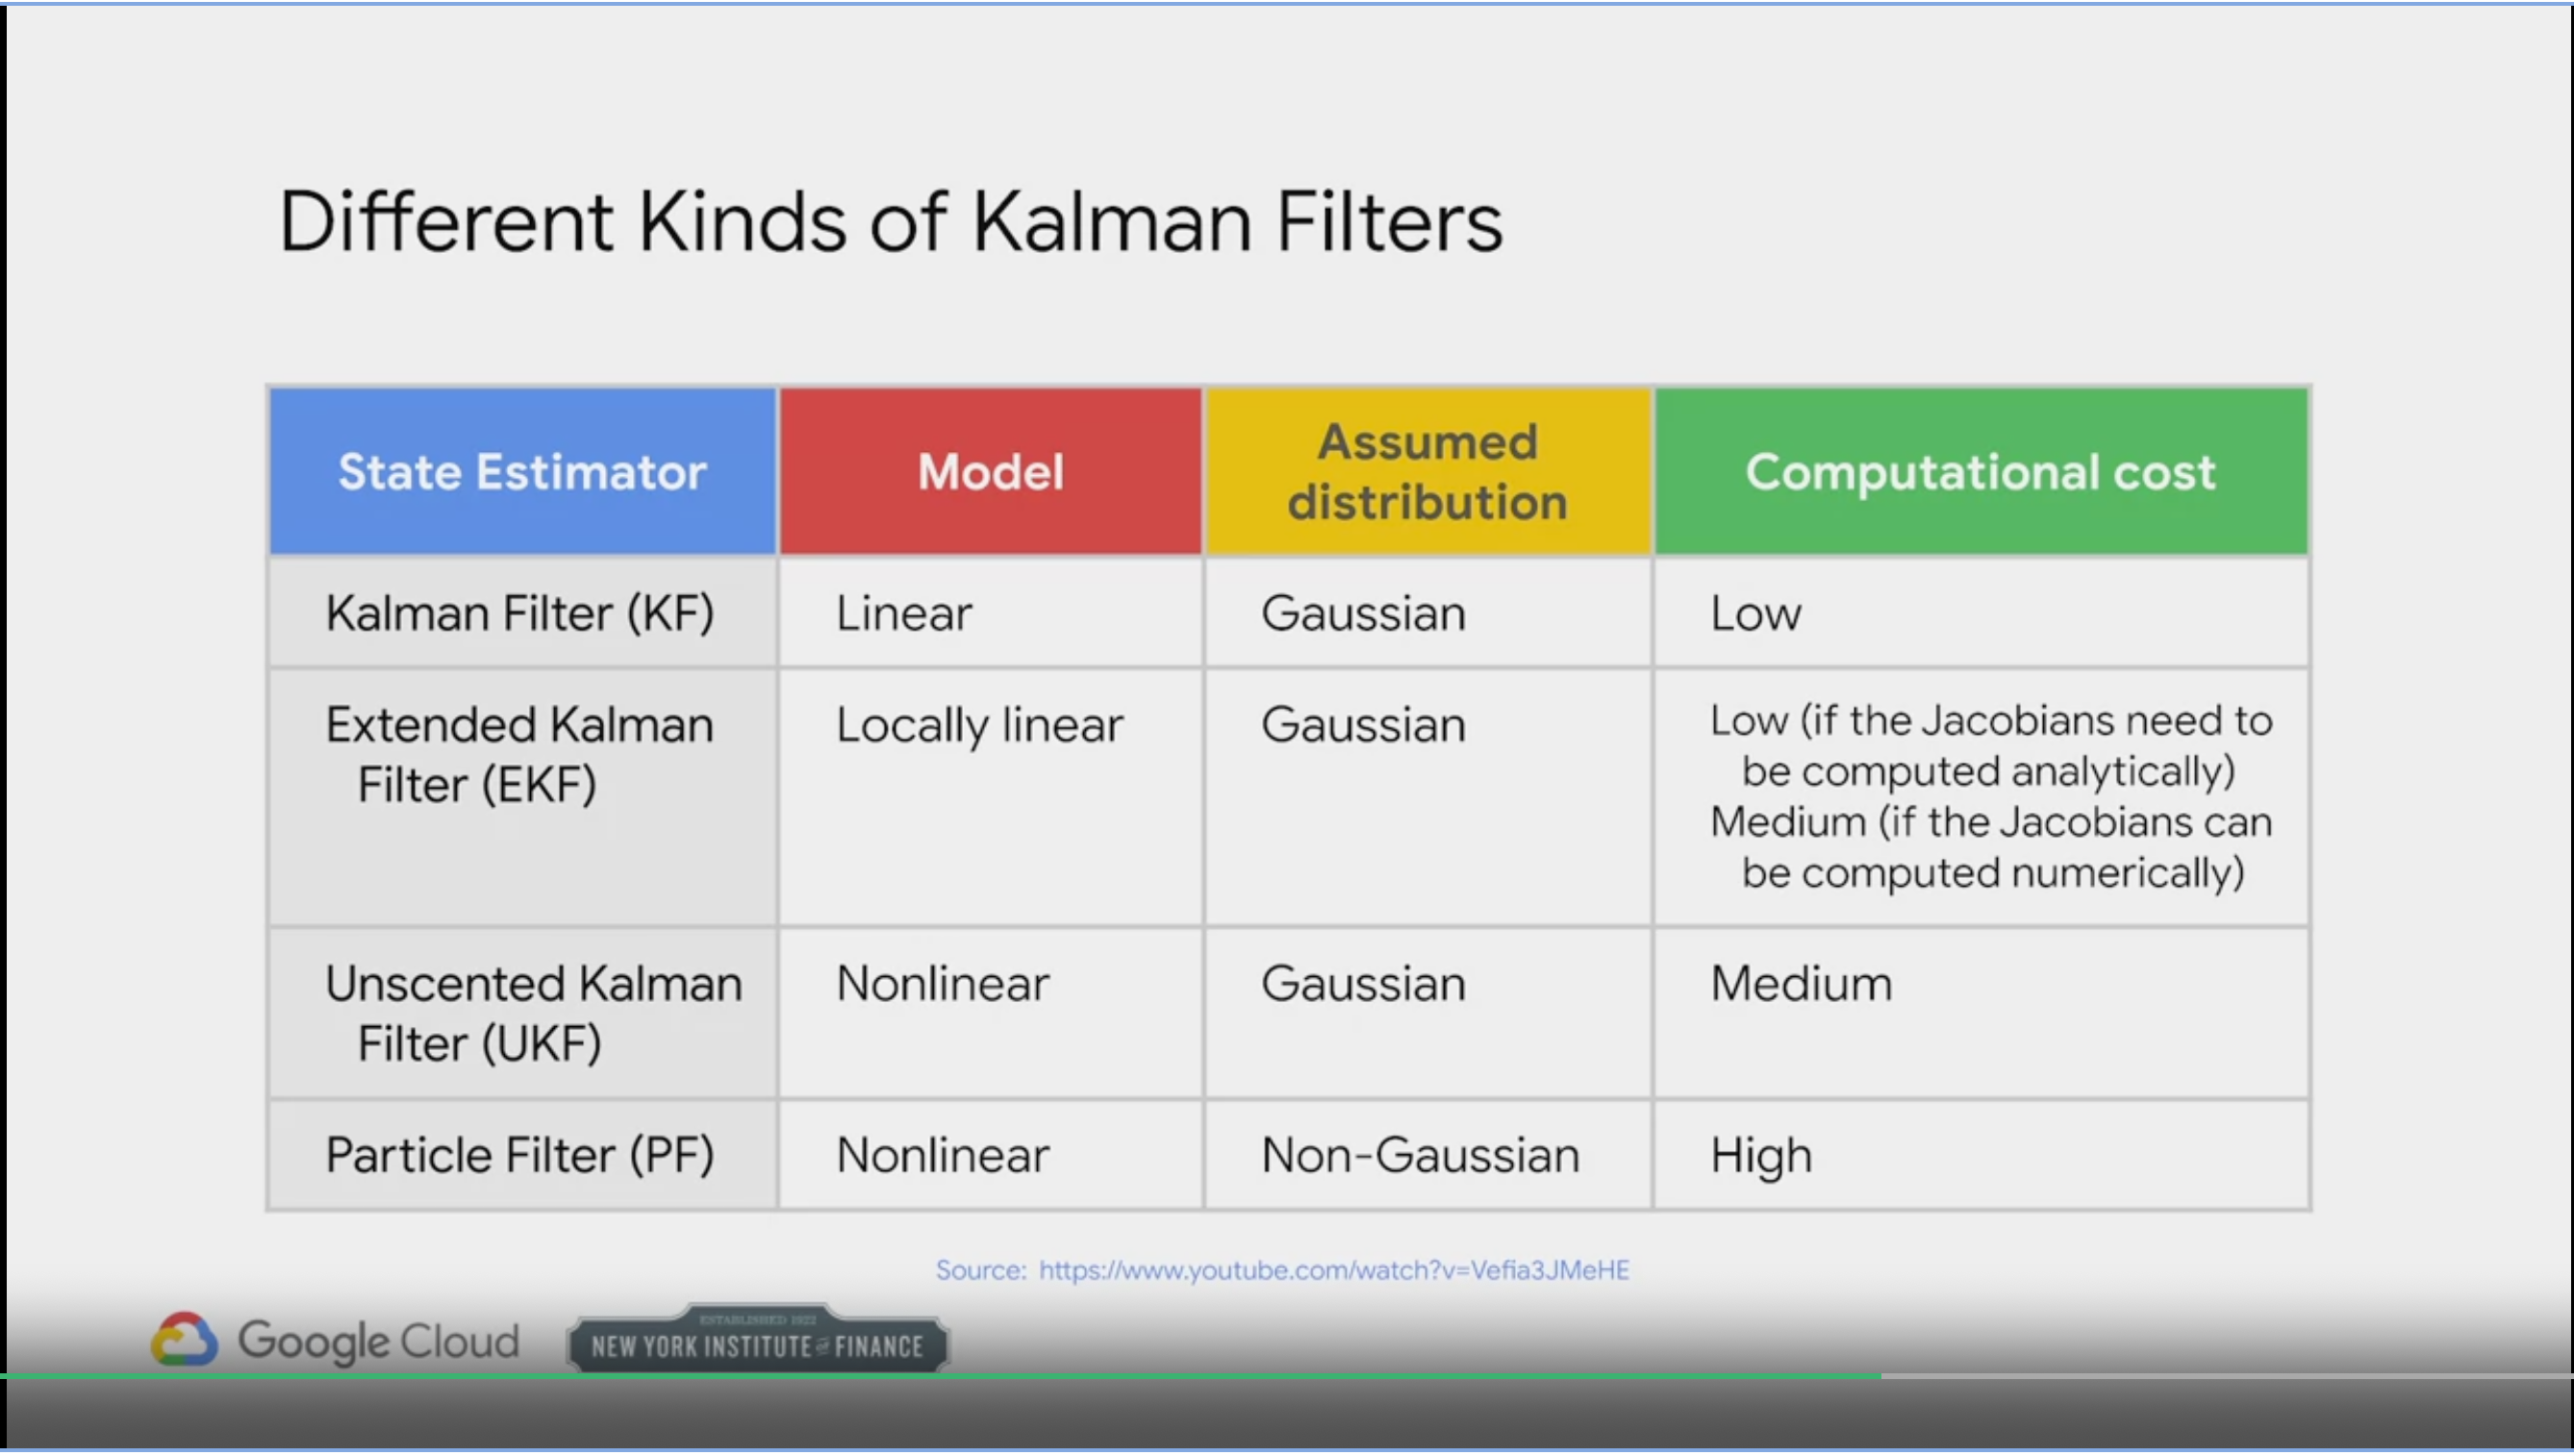 Different Kinds of Kalman Filters
State Estimator
Model
Assumed
distribution
Computational cost
Kalman Filter (KF)
Linear
Gaussian
Low
Extended Kalman
Filter (EKF)
Locally linear
Gaussian
Low (if the Jacobians need to
be computed analytically)
Medium (if the Jacobians can
be computed numerically)
Unscented Kalman
Filter (UKF)
Nonlinear
Gaussian
Medium
Particle Filter (PF)
Nonlinear
Non-Gaussian
High
Source: https://www.youtube.com/watch?v=Vefia3JMeHE
Google Cloud
ESTABLISHED 1922
NEW YORK INSTITUTE OF FINANCE